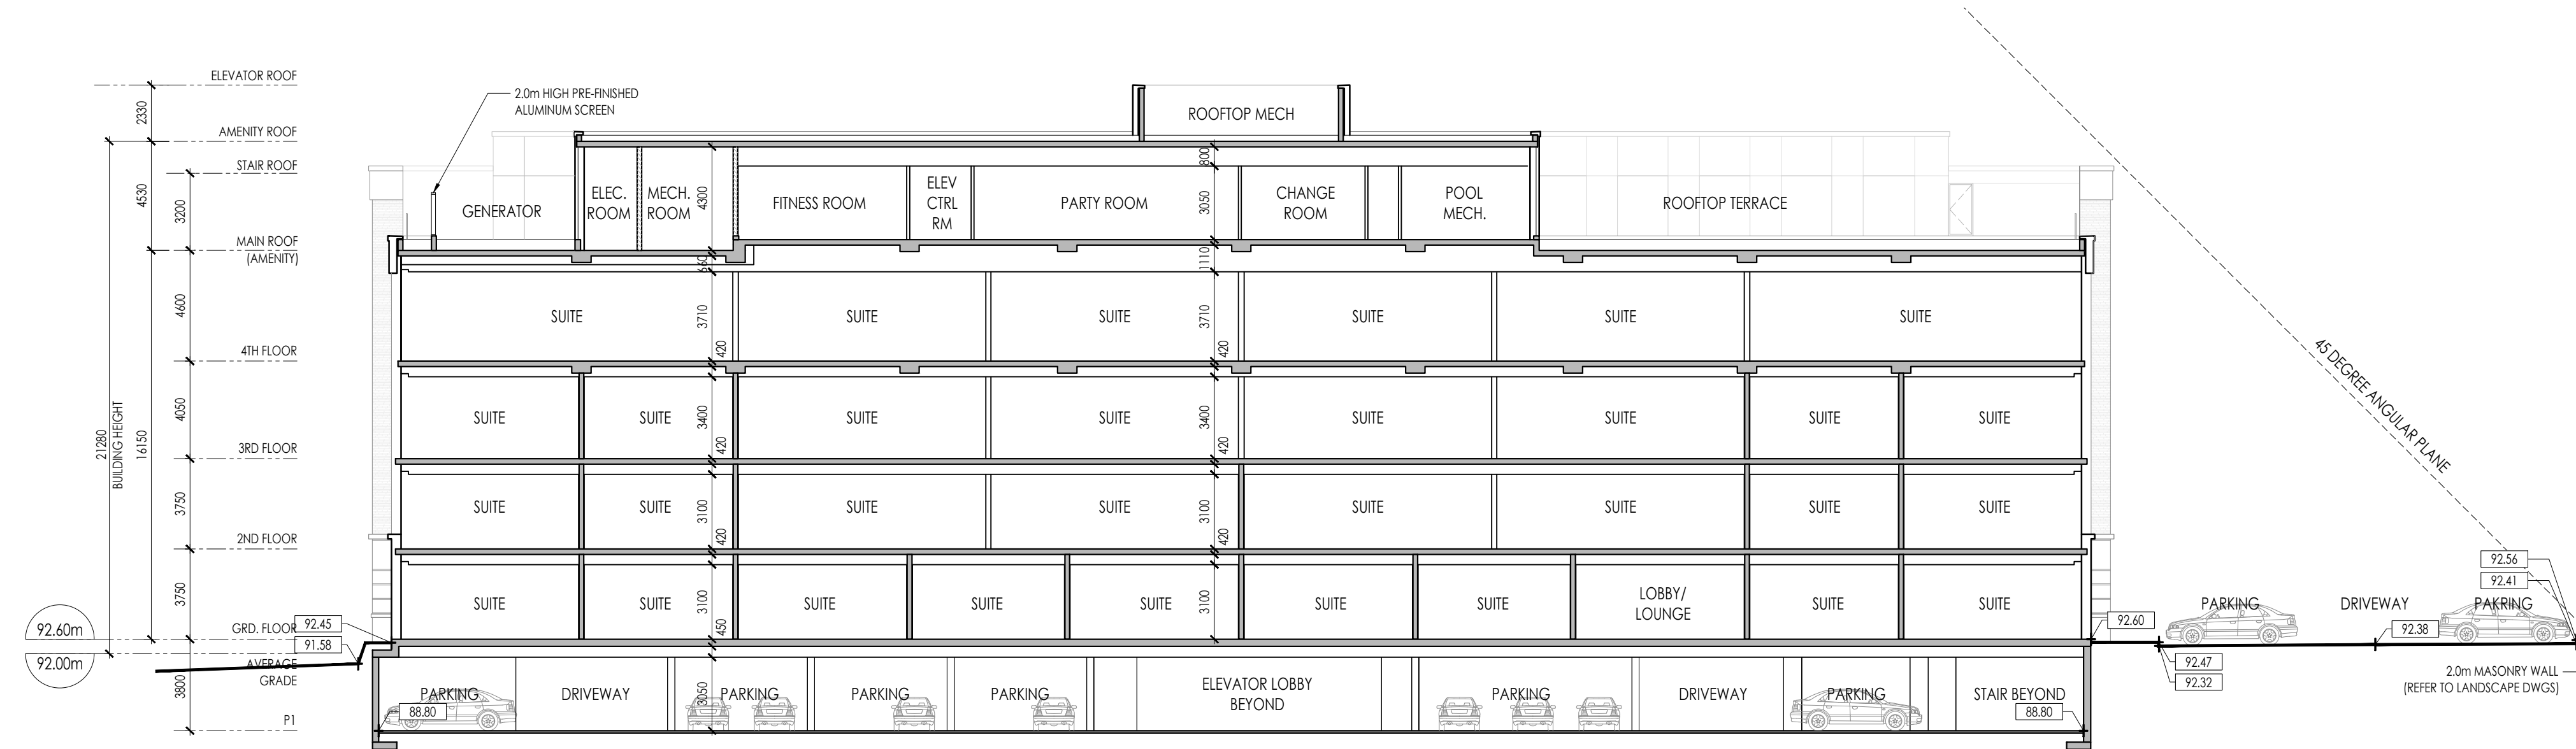 ELEVATOR ROOF
2330
AMENITY ROOF
STAIR ROOF
4530
3200
MAIN ROOF
(AMENITY)
4600
4TH FLOOR
21280
BUILDING HEIGHT
16150
4050
3RD FLOOR
3750
2ND FLOOR
3750
GRD. FLOOR
92.60m
92.00m
92.45
91.58
AVERAGE
GRADE
3800
P1
2.0m HIGH PRE-FINISHED
ALUMINUM SCREEN
ROOFTOP MECH
GENERATOR
ELEC.
ROOM
MECH.
ROOM
4300
FITNESS ROOM
ELEV
CTRL
RM
PARTY ROOM
800
3050
CHANGE
ROOM
POOL
MECH.
ROOFTOP TERRACE
660
1110
SUITE
3710
SUITE
SUITE
3710
SUITE
SUITE
SUITE
420
420
SUITE
SUITE
3400
SUITE
SUITE
3400
SUITE
SUITE
SUITE
SUITE
420
420
SUITE
SUITE
3100
SUITE
SUITE
3100
SUITE
SUITE
SUITE
SUITE
420
420
SUITE
SUITE
3100
SUITE
SUITE
SUITE
3100
SUITE
SUITE
LOBBY/
LOUNGE
SUITE
SUITE
450
PARKING
88.80
DRIVEWAY
3050
PARKING
PARKING
PARKING
ELEVATOR LOBBY
BEYOND
PARKING
DRIVEWAY
PARKING
STAIR BEYOND
88.80
45 DEGREE ANGULAR PLANE
92.56
92.41
PARKING
DRIVEWAY
PAKRING
92.60
92.38
92.47
92.32
2.0m MASONRY WALL
(REFER TO LANDSCAPE DWGS)